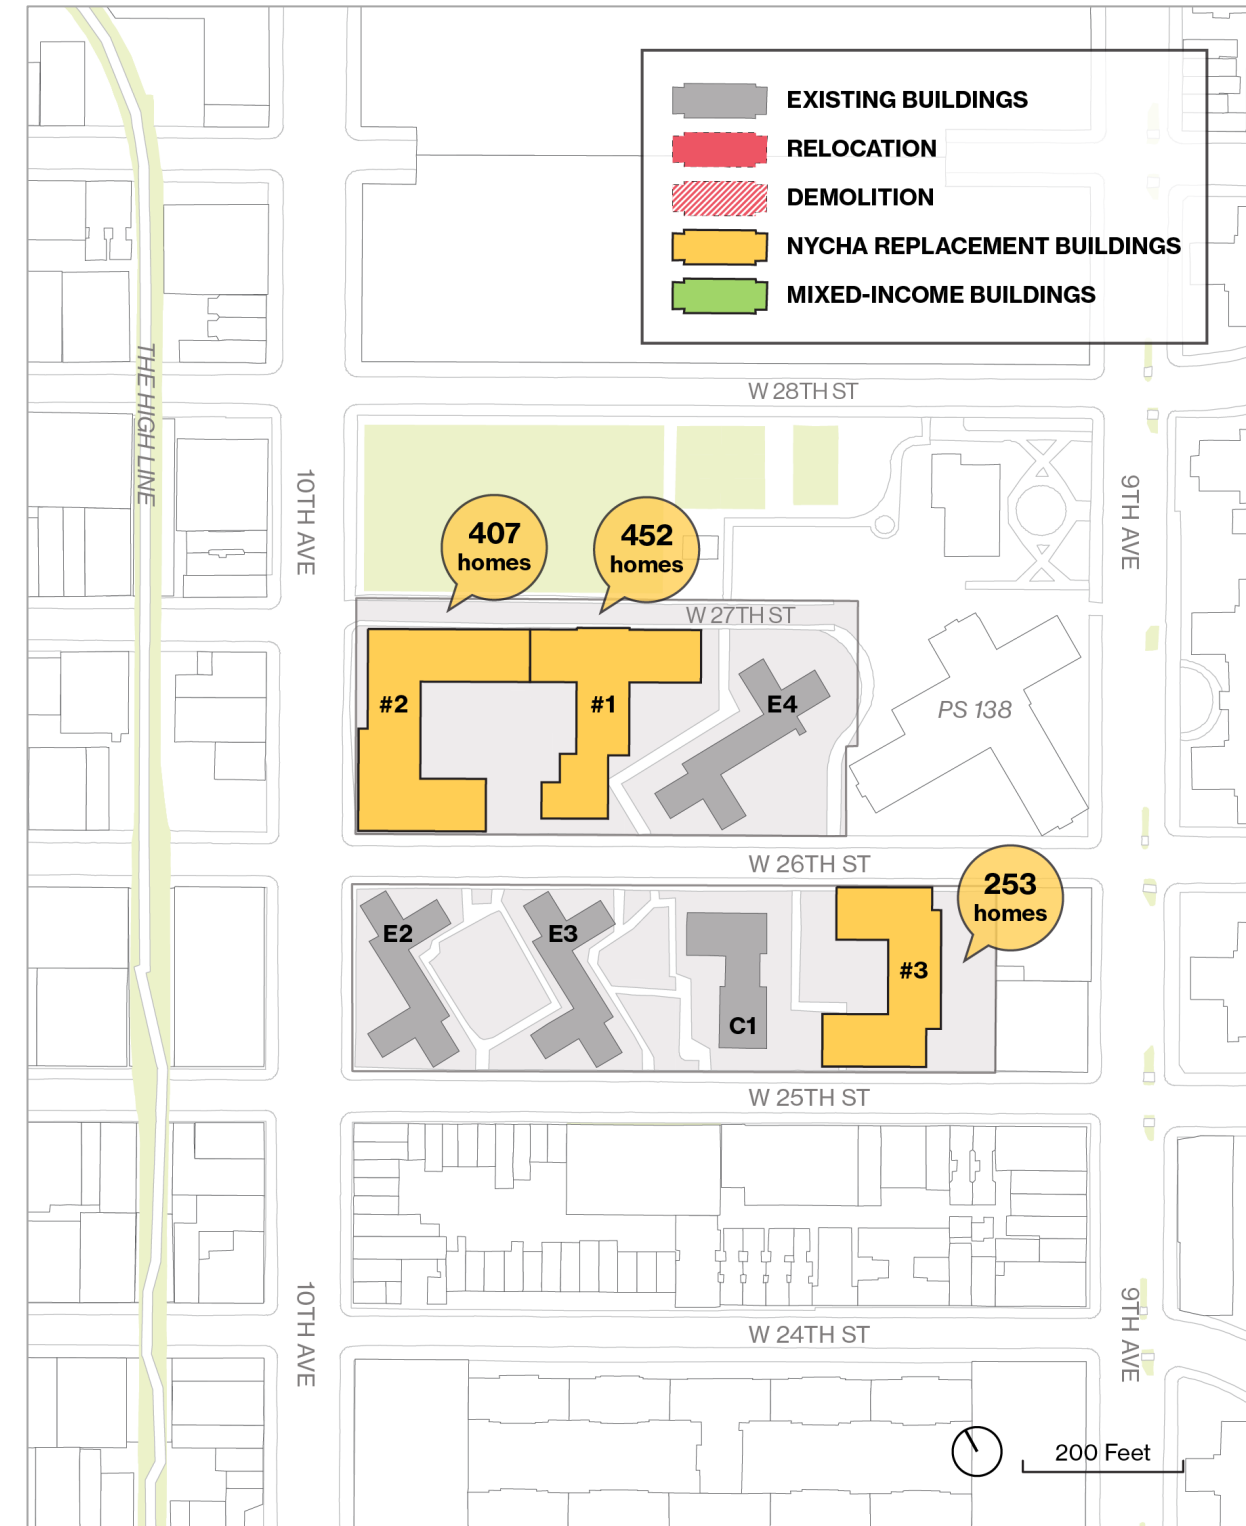 EXISTING BUILDINGS
RELOCATION
DEMOLITION
NYCHA REPLACEMENT BUILDINGS
MIXED-INCOME BUILDINGS
THE HIGH LINE
W 28TH ST
10TH AVE
9TH AVE
407
homes
452
homes
W 27TH ST
#2
#1
E4
PS 138
W 26TH ST
253
homes
E2
E3
#3
C1
W 25TH ST
10TH AVE
9TH AVE
W 24TH ST
200 Feet